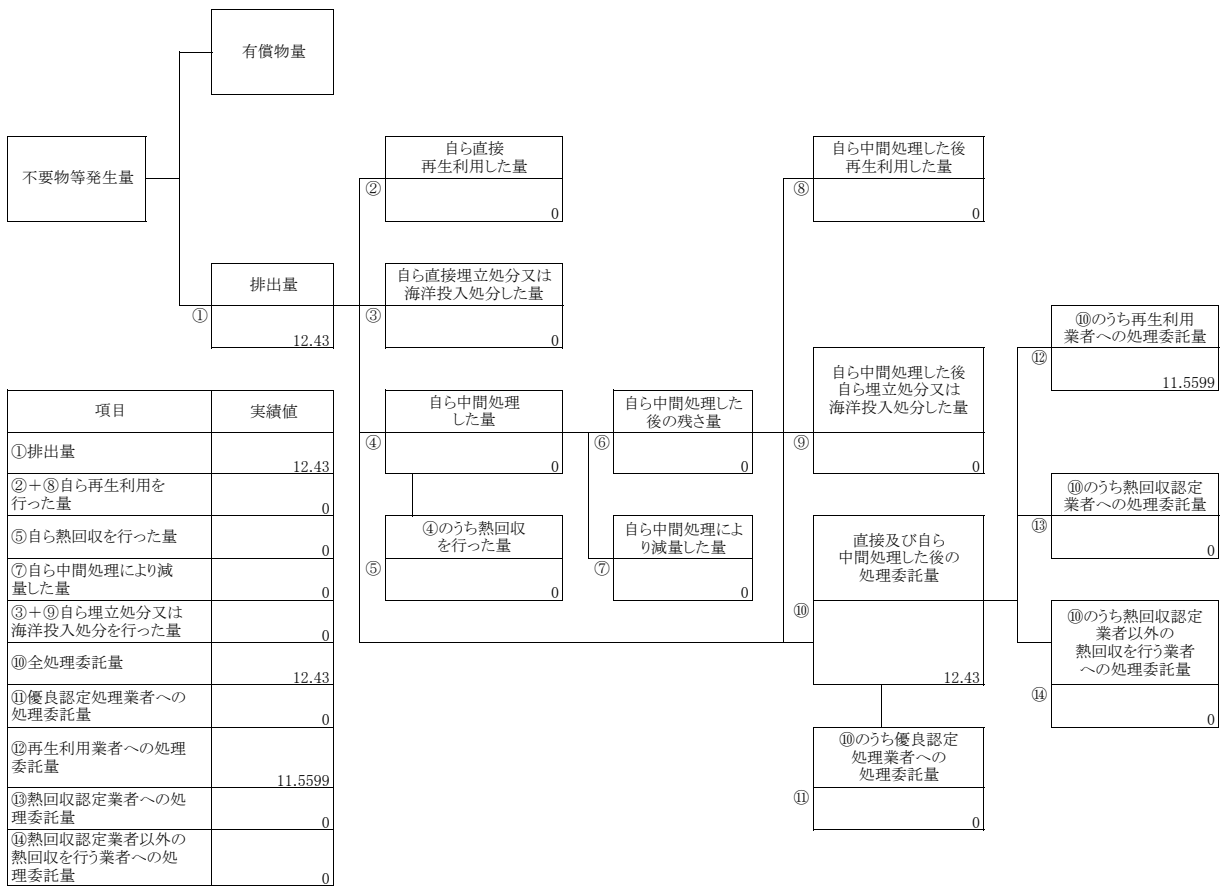 有償物量
不要物等発生量
自ら直接
再生利用した量
②
0
自ら中間処理した後
再生利用した量
⑧
0
排出量
①
12.43
自ら直接埋立処分又は
海洋投入処分した量
③
0
⑩のうち再生利用
業者への処理委託量
⑫
11.5599
自ら中間処理
した量
④
0
自ら中間処理した
後の残さ量
⑥
0
自ら中間処理した後
自ら埋立処分又は
海洋投入処分した量
⑨
0
⑩のうち熱回収認定
業者への処理委託量
⑬
0
④のうち熱回収
を行った量
⑤
0
自ら中間処理によ
り減量した量
⑦
0
直接及び自ら
中間処理した後の
処理委託量
⑩
12.43
⑩のうち熱回収認定
業者以外の
熱回収を行う業者
への処理委託量
⑭
0
⑩のうち優良認定
処理業者への
処理委託量
⑪
0
項目 実績値
①排出量
12.43
②+⑧自ら再生利用を
行った量
0
⑤自ら熱回収を行った量
0
⑦自ら中間処理により減
量した量
0
③+⑨自ら埋立処分又は
海洋投入処分を行った量
0
⑩全処理委託量
12.43
⑪優良認定処理業者への
処理委託量
0
⑫再生利用業者への処理
委託量
11.5599
⑬熱回収認定業者への処
理委託量
0
⑭熱回収認定業者以外の
熱回収を行う業者への処
理委託量
0